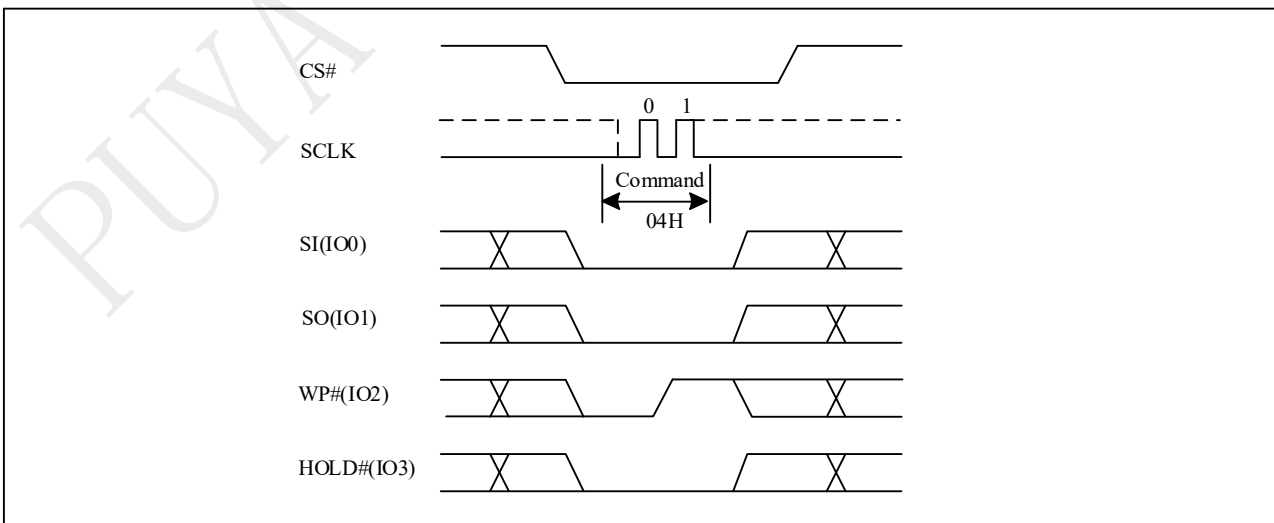 PUYA
CS#
0 1
SCLK
Command
04H
SI(IO0)
SO(IO1)
WP#(IO2)
HOLD#(IO3)